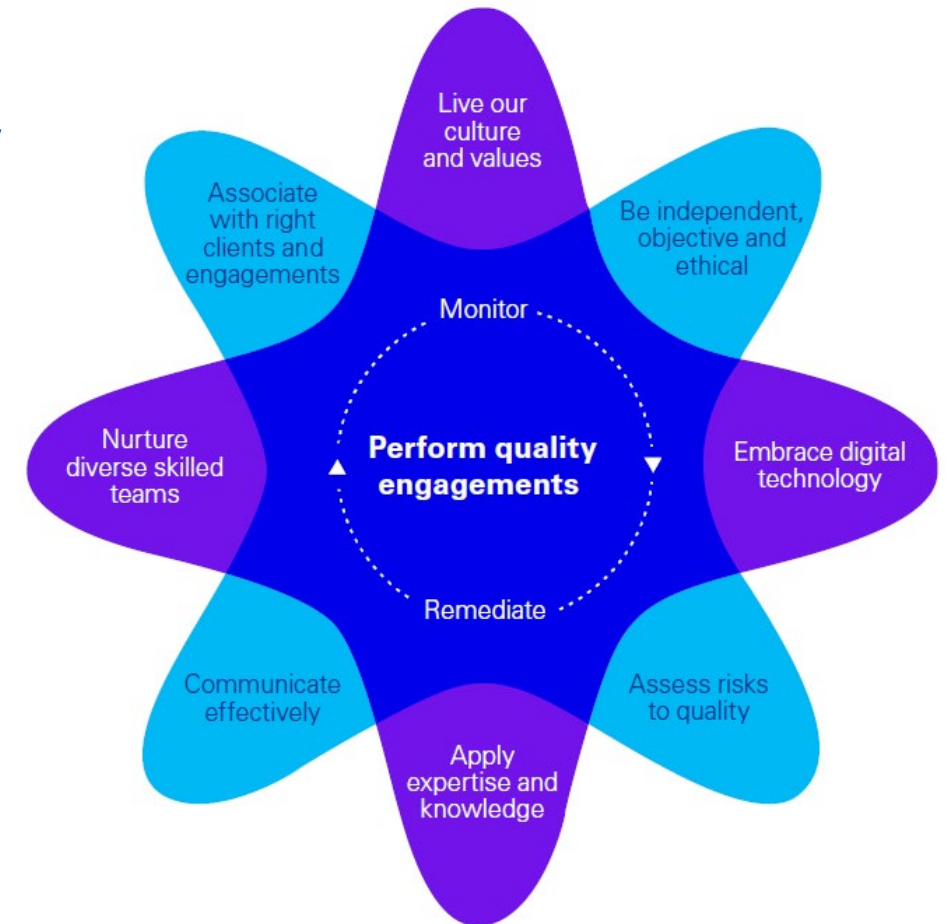 Live our
culture
and values
Be independent,
objective and
ethical
Embrace digital
technology
Assess risks
to quality
Apply
expertise and
knowledge
Communicate
effectively
Nurture
diverse skilled
teams
Associate
with right
clients and
engagements
Monitor
Perform quality
engagements
Remediate